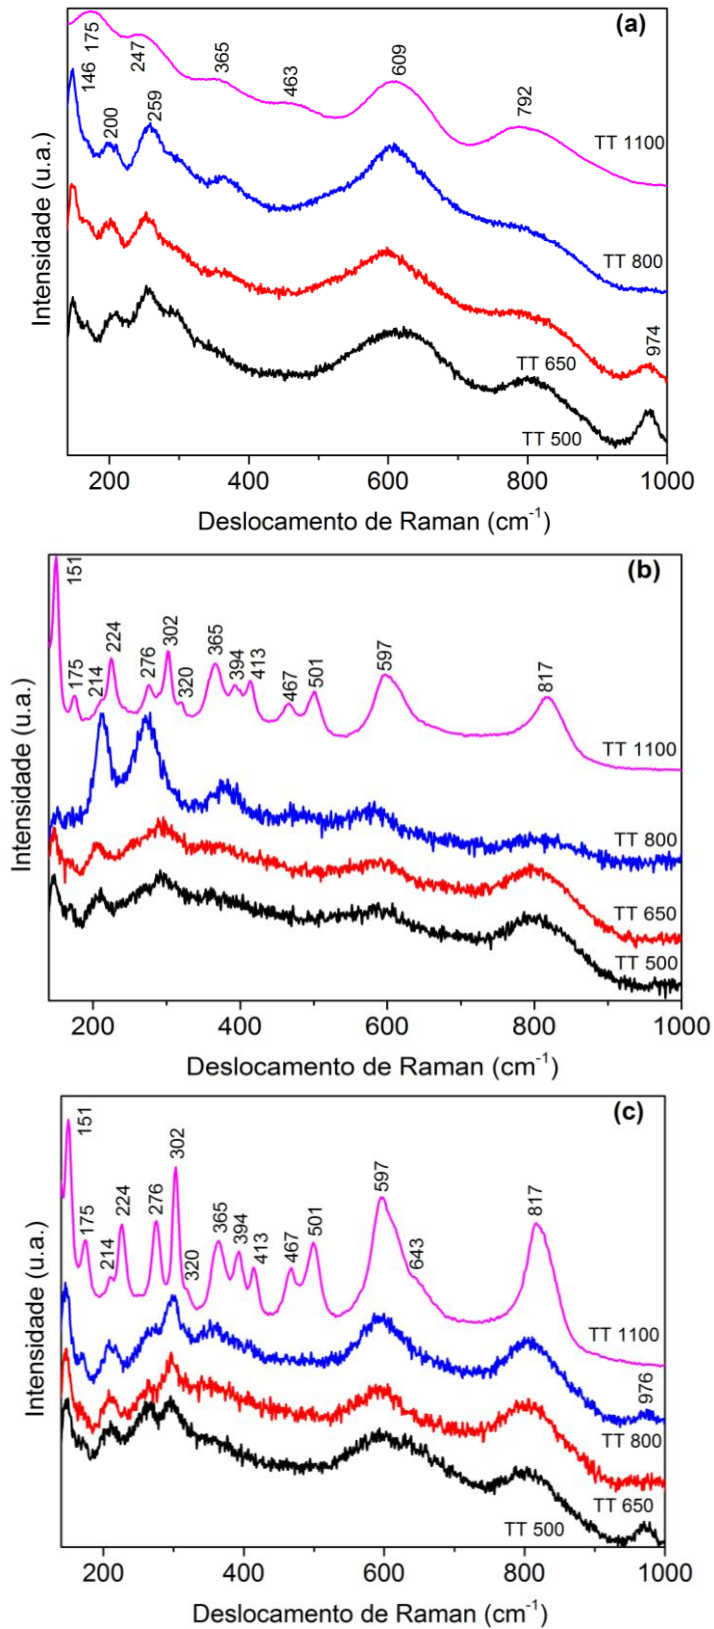 (a)
146
175
200
247
259
365
463
609
792
974
TT 1100
TT 800
TT 650
TT 500
Intensidade (u.a.)
200 400 600 800 1000
Deslocamento de Raman (cm⁻¹)
(b)
151
175
214
224
276
302
320
365
394
413
467
501
597
817
TT 1100
TT 800
TT 650
TT 500
Intensidade (u.a.)
200 400 600 800 1000
Deslocamento de Raman (cm⁻¹)
(c)
151
175
214
224
276
302
320
365
394
413
467
501
597
643
817
976
TT 1100
TT 800
TT 650
TT 500
Intensidade (u.a.)
200 400 600 800 1000
Deslocamento de Raman (cm⁻¹)